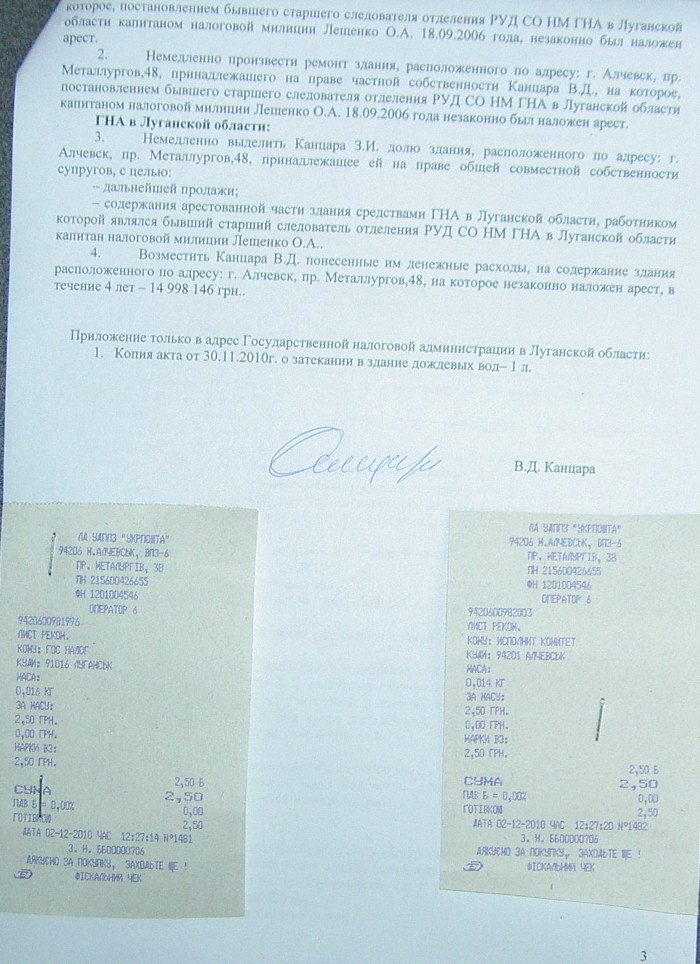 которое, постановлением бывшего старшего следователя отделения РУД СО НМ ГНА в Луганской
области капитаном налоговой милиции Лещенко О.А. 18.09.2006 года, незаконно был наложен
арест.
2. Немедленно произвести ремонт здания, расположенного по адресу: г. Алчевск, пр.
Металлургов,48, принадлежащего на праве частной собственности Канцара В.Д., на которое,
постановлением бывшего старшего следователя отделения РУД СО НМ ГНА в Луганской области
капитаном налоговой милиции Лещенко О.А. 18.09.2006 года незаконно был наложен арест.
ГНА в Луганской области:
3. Немедленно выделить Канцара З.И. долю здания, расположенного по адресу: г.
Алчевск, пр. Металлургов,48, принадлежащее ей на праве общей совместной собственности
супругов, с целью:
– дальнейшей продажи;
– содержания арестованной части здания средствами ГНА в Луганской области, работником
которой являлся бывший старший следователь отделения РУД СО НМ ГНА в Луганской области
капитан налоговой милиции Лещенко О.А..
4. Возместить Канцара В.Д. понесенные им денежные расходы, на содержание здания
расположенного по адресу: г. Алчевск, пр. Металлургов,48, на которое незаконно наложен арест, в
течение 4 лет – 14 998 146 грн..
Приложение только в адрес Государственной налоговой администрации в Луганской области:
1. Копия акта от 30.11.2010г. о затекании в здание дождевых вод– 1 л.
В.Д. Канцара
ЛА УДППЗ "УКРПОШТА"
94206 М.АЛЧЕВСЬК, ВПЗ-6
ПР. МЕТАЛУРГІВ, 38
ПН 215600426655
ФН 1201004546
ОПЕРАТОР 6
9420600981996
ЛИСТ РЕКОМ.
КОМУ: ГОС НАЛОГ
КУДИ: 91016 ЛУГАНСЬК
МАСА:
0,016 КГ
ЗА МАСУ:
2,50 ГРН.
0,00 ГРН.
МАРКИ ВЗ:
2,50 ГРН.
2,50 Б
СУМА 2,50
ПДВ Б = 0,00% 0,00
ГОТІВКОЮ 2,50
ДАТА 02-12-2010 ЧАС 12:27:14 №1481
З. Н. ББ00000706
ДЯКУЄМО ЗА ПОКУПКУ, ЗАХОДЬТЕ ЩЕ !
ФІСКАЛЬНИЙ ЧЕК
ЛА УДППЗ "УКРПОШТА"
94206 М.АЛЧЕВСЬК, ВПЗ-6
ПР. МЕТАЛУРГІВ, 38
ПН 215600426655
ФН 1201004546
ОПЕРАТОР 6
9420600982003
ЛИСТ РЕКОМ.
КОМУ: ИСПОЛНИТ КОМІТЕТ
КУДИ: 94201 АЛЧЕВСЬК
МАСА:
0,014 КГ
ЗА МАСУ:
2,50 ГРН.
0,00 ГРН.
МАРКИ ВЗ:
2,50 ГРН.
2,50 Б
СУМА 2,50
ПДВ Б = 0,00% 0,00
ГОТІВКОЮ 2,50
ДАТА 02-12-2010 ЧАС 12:27:20 №1482
З. Н. ББ00000706
ДЯКУЄМО ЗА ПОКУПКУ, ЗАХОДЬТЕ ЩЕ !
ФІСКАЛЬНИЙ ЧЕК
3